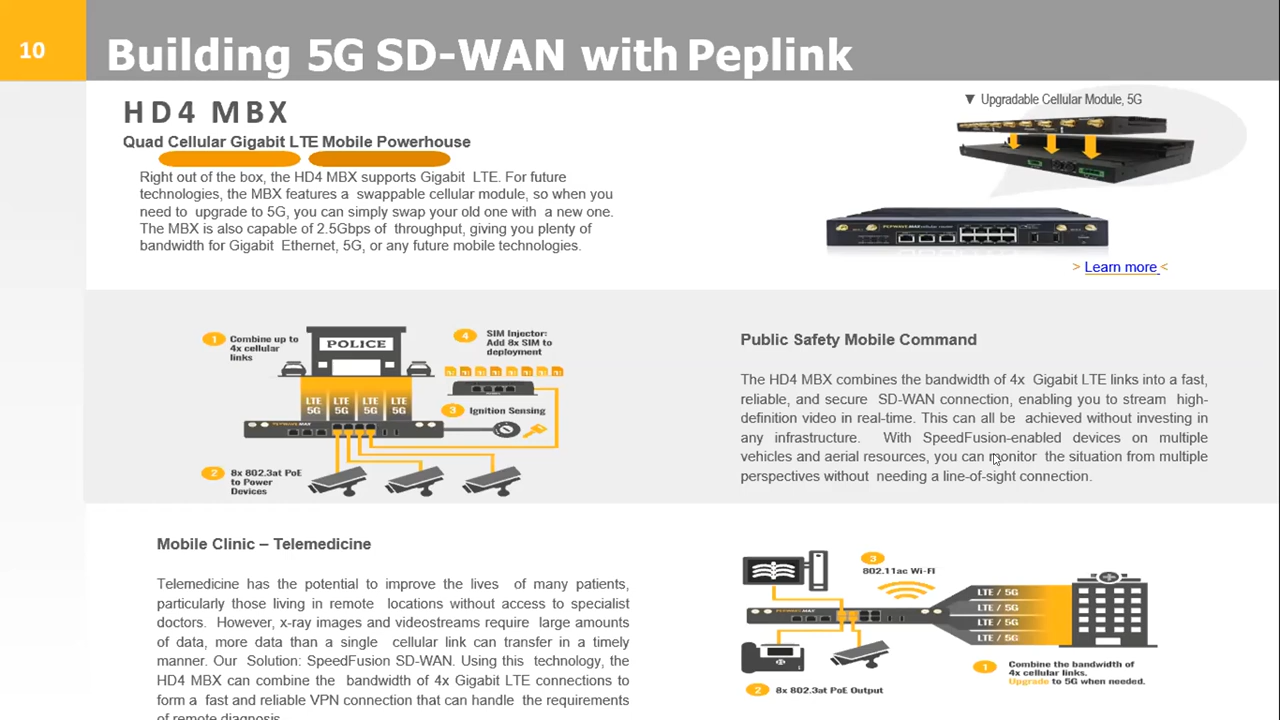 10
Building 5G SD-WAN with Peplink
HD4 MBX
Quad Cellular Gigabit LTE Mobile Powerhouse
Right out of the box, the HD4 MBX supports Gigabit LTE. For future
technologies, the MBX features a swappable cellular module, so when you
need to upgrade to 5G, you can simply swap your old one with a new one.
The MBX is also capable of 2.5Gbps of throughput, giving you plenty of
bandwidth for Gigabit Ethernet, 5G, or any future mobile technologies.
▼ Upgradable Cellular Module, 5G
PEPWAVE MAX
> Learn more <
1 Combine up to
4x cellular
links
POLICE
4 SIM Injector:
Add 8x SIM to
deployment
LTE LTE LTE LTE
5G 5G 5G 5G
3 Ignition Sensing
2 8x 802.3at PoE
to Power
Devices
Public Safety Mobile Command
The HD4 MBX combines the bandwidth of 4x Gigabit LTE links into a fast,
reliable, and secure SD-WAN connection, enabling you to stream high-
definition video in real-time. This can all be achieved without investing in
any infrastructure. With SpeedFusion-enabled devices on multiple
vehicles and aerial resources, you can monitor the situation from multiple
perspectives without needing a line-of-sight connection.
Mobile Clinic – Telemedicine
Telemedicine has the potential to improve the lives of many patients,
particularly those living in remote locations without access to specialist
doctors. However, x-ray images and videostreams require large amounts
of data, more data than a single cellular link can transfer in a timely
manner. Our Solution: SpeedFusion SD-WAN. Using this technology, the
HD4 MBX can combine the bandwidth of 4x Gigabit LTE connections to
form a fast and reliable VPN connection that can handle the requirements
of remote diagnosis.
3
802.11ac Wi-Fi
LTE / 5G
LTE / 5G
LTE / 5G
LTE / 5G
1 Combine the bandwidth of
4x cellular links.
Upgrade to 5G when needed.
2 8x 802.3at PoE Output